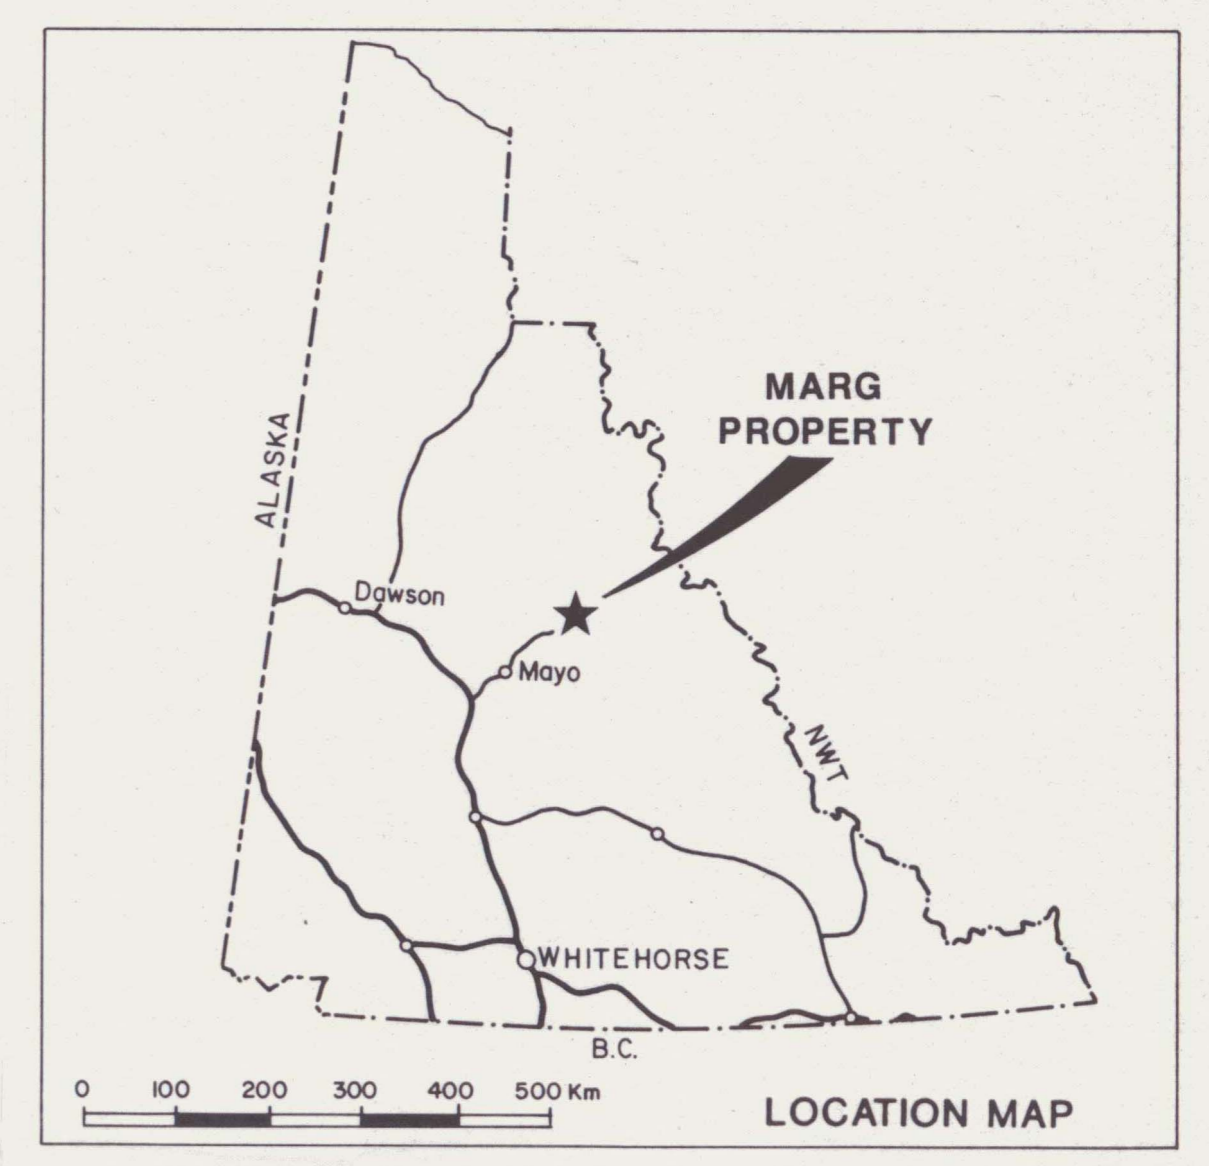 MARG
PROPERTY
ALASKA
Dawson
Mayo
NWT
WHITEHORSE
B.C.
0 100 200 300 400 500 Km
LOCATION MAP